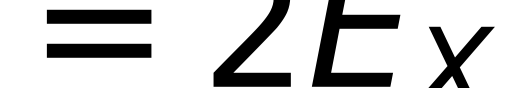 = 2Ex